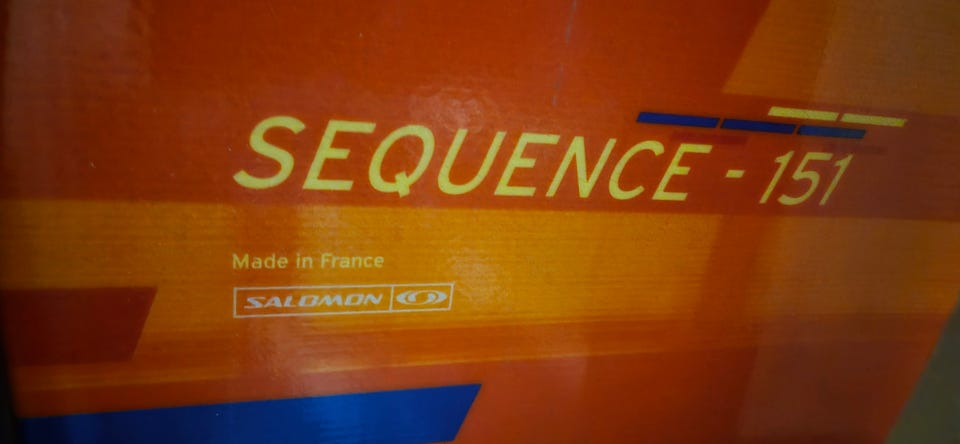 SEQUENCE - 151
Made in France
SALOMON